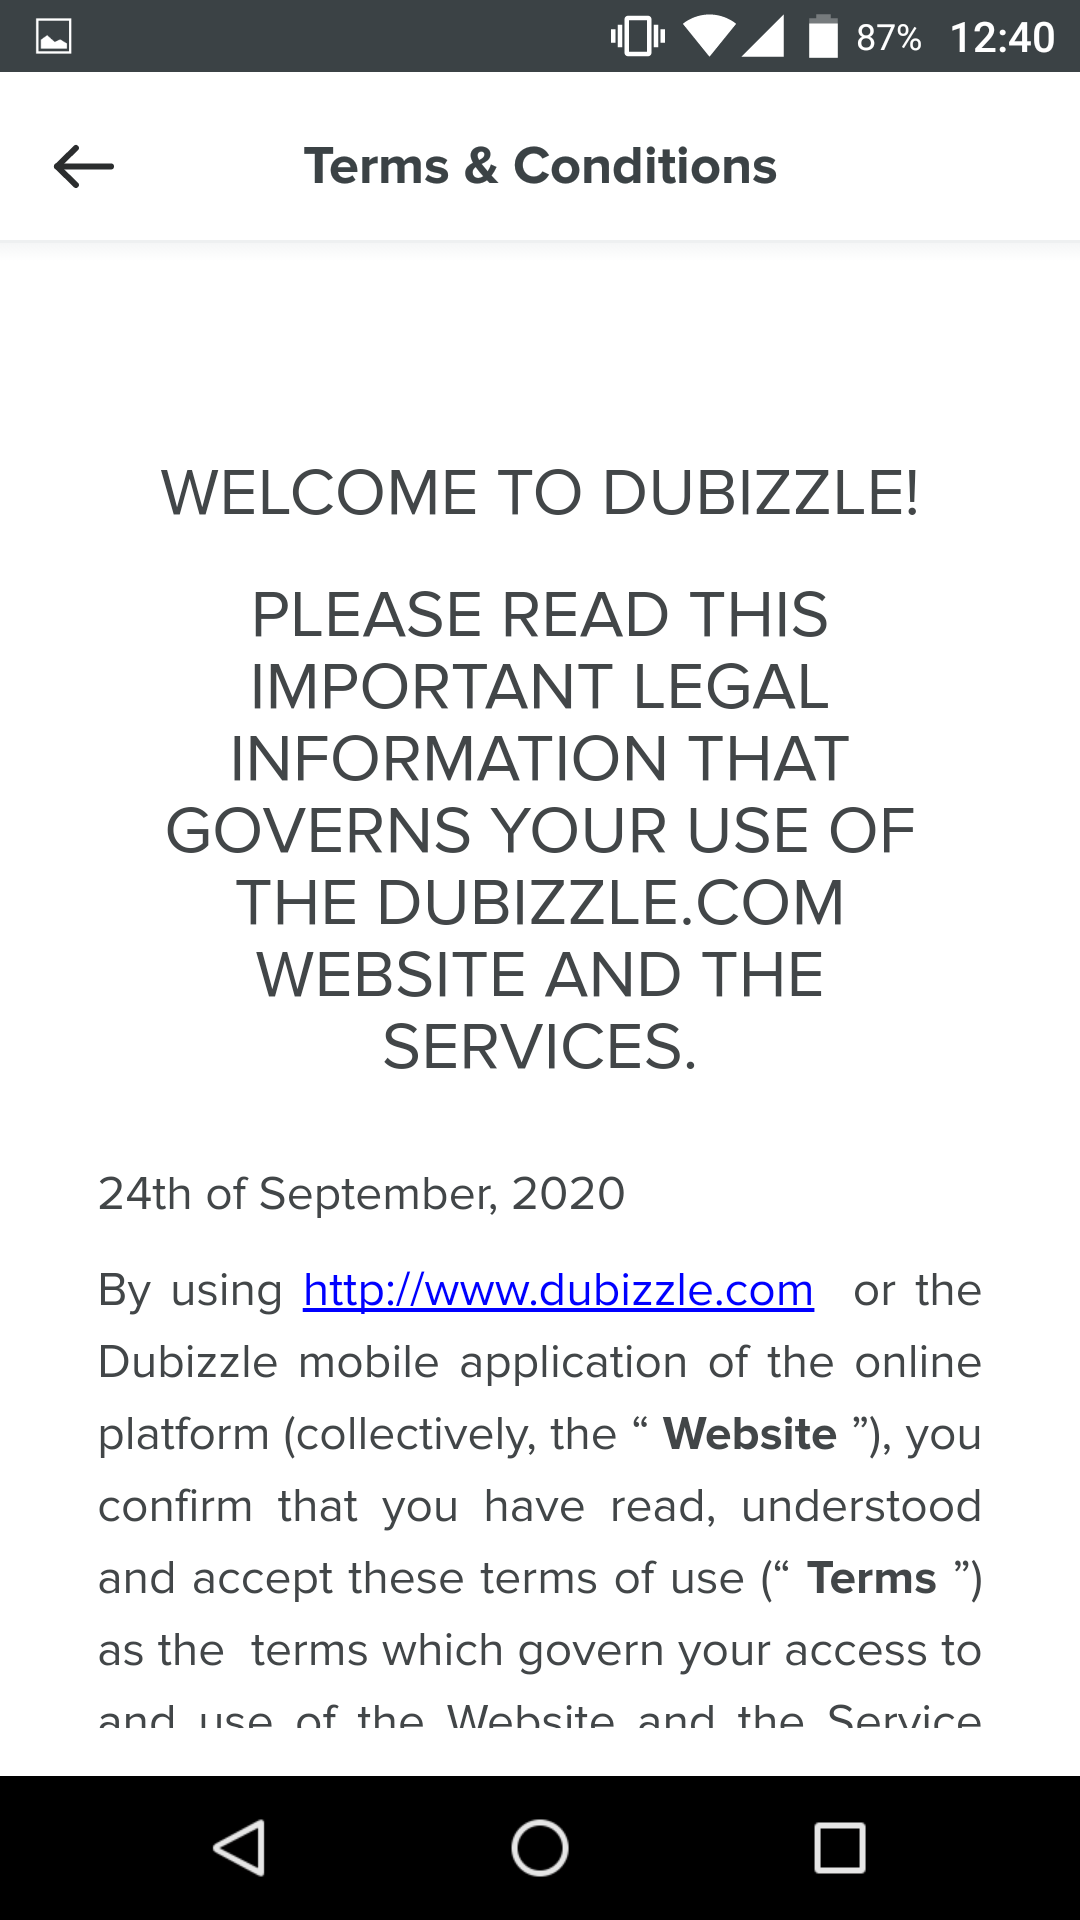 87% 12:40
Terms & Conditions
WELCOME TO DUBIZZLE!
PLEASE READ THIS
IMPORTANT LEGAL
INFORMATION THAT
GOVERNS YOUR USE OF
THE DUBIZZLE.COM
WEBSITE AND THE
SERVICES.
24th of September, 2020
By using http://www.dubizzle.com or the
Dubizzle mobile application of the online
platform (collectively, the “ Website ”), you
confirm that you have read, understood
and accept these terms of use (“ Terms ”)
as the terms which govern your access to
and use of the Website and the Service